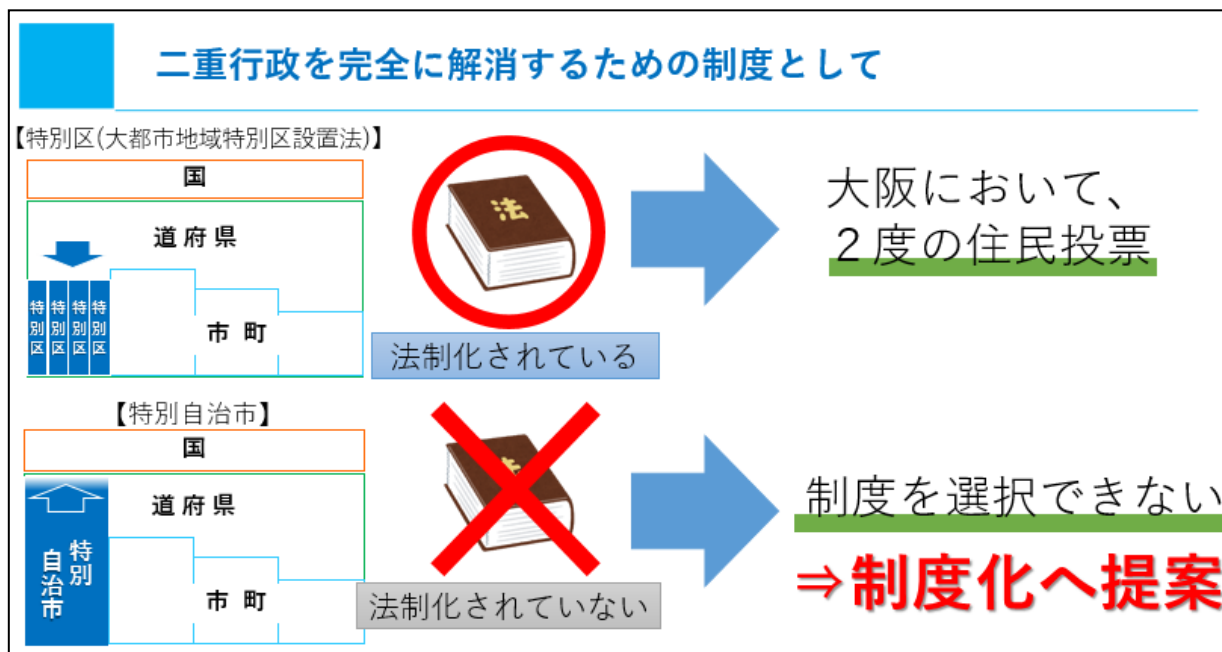 二重行政を完全に解消するための制度として
【特別区(大都市地域特別区設置法)】
国
道府県
特別区
特別区
特別区
特別区
市 町
法
法制化されている
大阪において、
２度の住民投票
【特別自治市】
国
道府県
特別
自治市
市 町
法
法制化されていない
制度を選択できない
⇒制度化へ提案